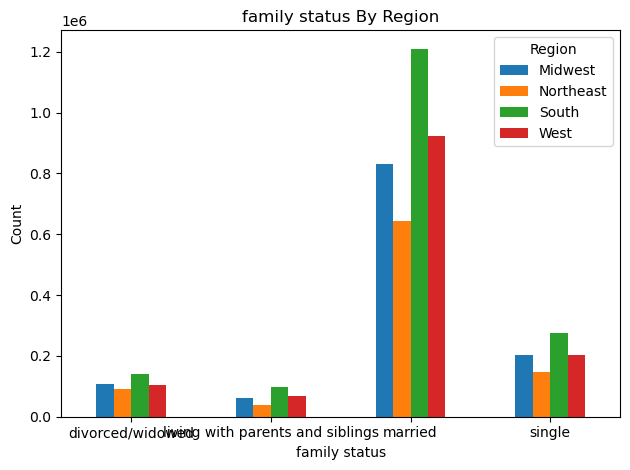 family status By Region
1e6
1.2
1.0
0.8
0.6
0.4
0.2
0.0
Count
Region
Midwest
Northeast
South
West
divorced/widowed
living with parents and siblings
married
single
family status